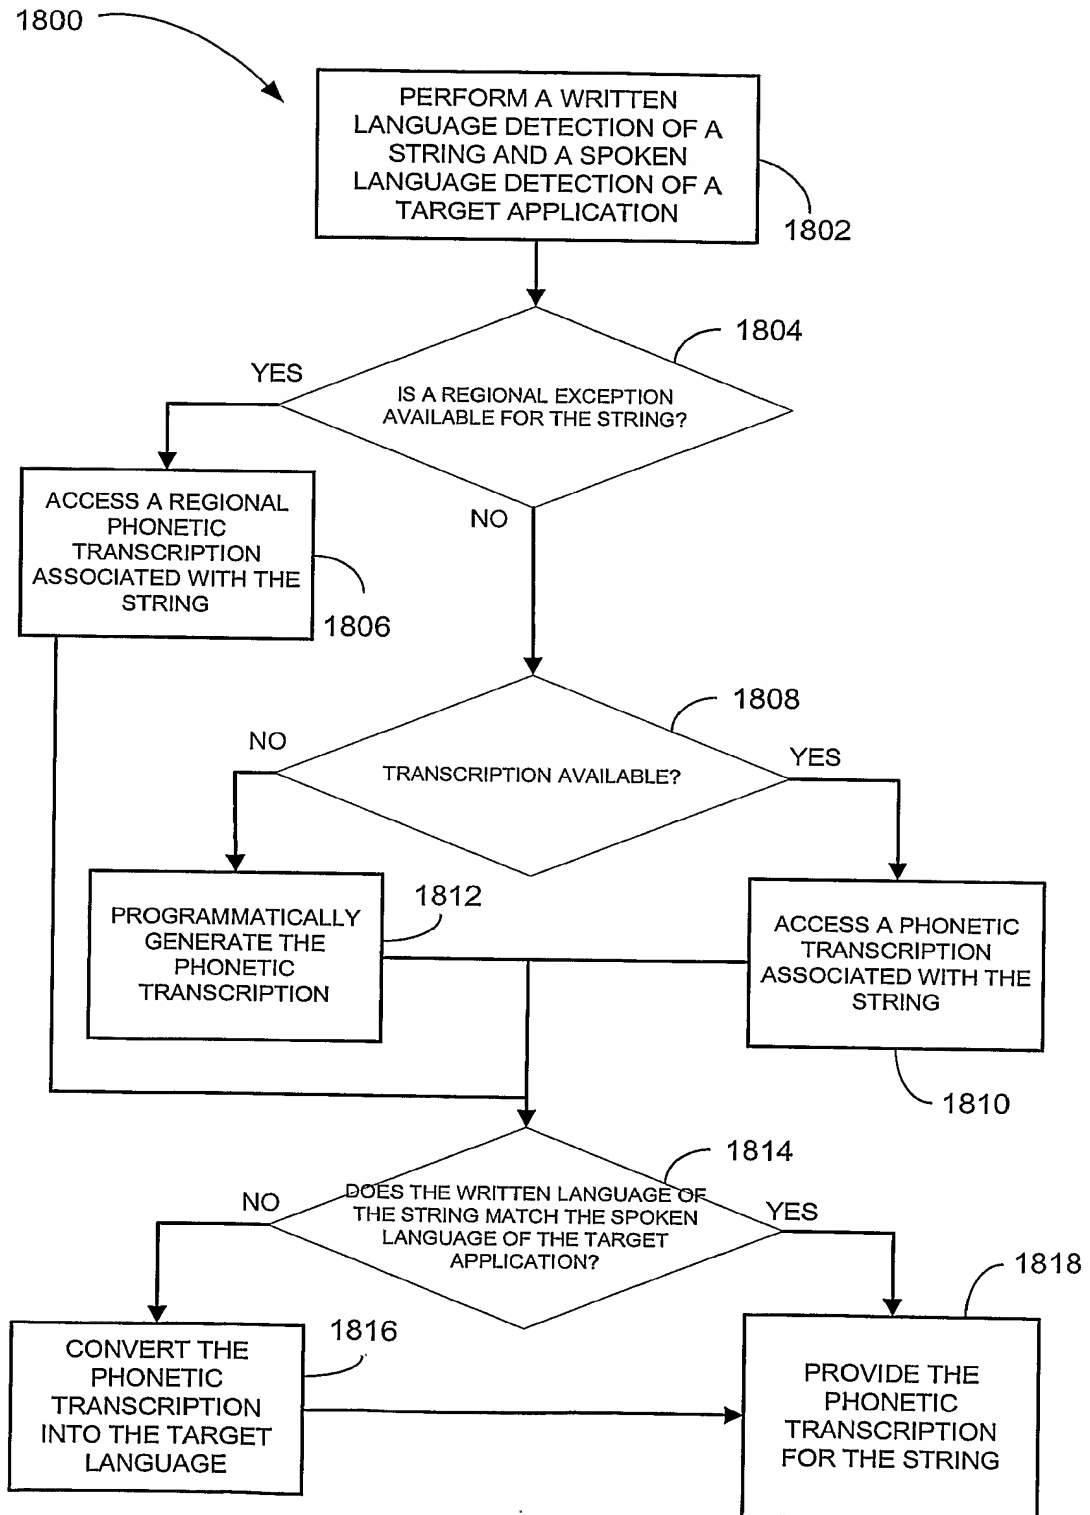 1800
PERFORM A WRITTEN
LANGUAGE DETECTION OF A
STRING AND A SPOKEN
LANGUAGE DETECTION OF A
TARGET APPLICATION
1802
1804
YES
IS A REGIONAL EXCEPTION
AVAILABLE FOR THE STRING?
ACCESS A REGIONAL
PHONETIC
TRANSCRIPTION
ASSOCIATED WITH THE
STRING
1806
NO
1808
NO
YES
TRANSCRIPTION AVAILABLE?
PROGRAMMATICALLY
GENERATE THE
PHONETIC
TRANSCRIPTION
1812
ACCESS A PHONETIC
TRANSCRIPTION
ASSOCIATED WITH THE
STRING
1810
1814
NO
DOES THE WRITTEN LANGUAGE OF
THE STRING MATCH THE SPOKEN
LANGUAGE OF THE TARGET
APPLICATION?
YES
CONVERT THE
PHONETIC
TRANSCRIPTION
INTO THE TARGET
LANGUAGE
1816
1818
PROVIDE THE
PHONETIC
TRANSCRIPTION
FOR THE STRING